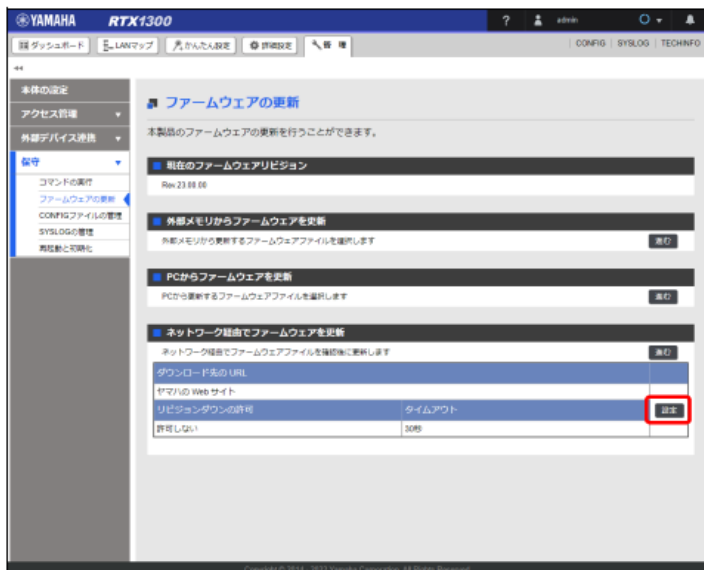 YAMAHA RTX1300 ? admin
ダッシュボード LANマップ かんたん設定 詳細設定 管理 CONFIG | SYSLOG | TECHINFO
本体の設定
アクセス管理
外部デバイス連携
保守
コマンドの実行
ファームウェアの更新
CONFIGファイルの管理
SYSLOGの管理
再起動と初期化
ファームウェアの更新
本製品のファームウェアの更新を行うことができます。
現在のファームウェアリビジョン
Rev.23.00.00
外部メモリからファームウェアを更新
外部メモリから更新するファームウェアファイルを選択します 進む
PCからファームウェアを更新
PCから更新するファームウェアファイルを選択します 進む
ネットワーク経由でファームウェアを更新
ネットワーク経由でファームウェアファイルを確認後に更新します 進む
ダウンロード先の URL
ヤマハの Web サイト
リビジョンダウンの許可 タイムアウト 設定
許可しない 30秒
Copyright © 2014 - 2022 Yamaha Corporation. All Rights Reserved.